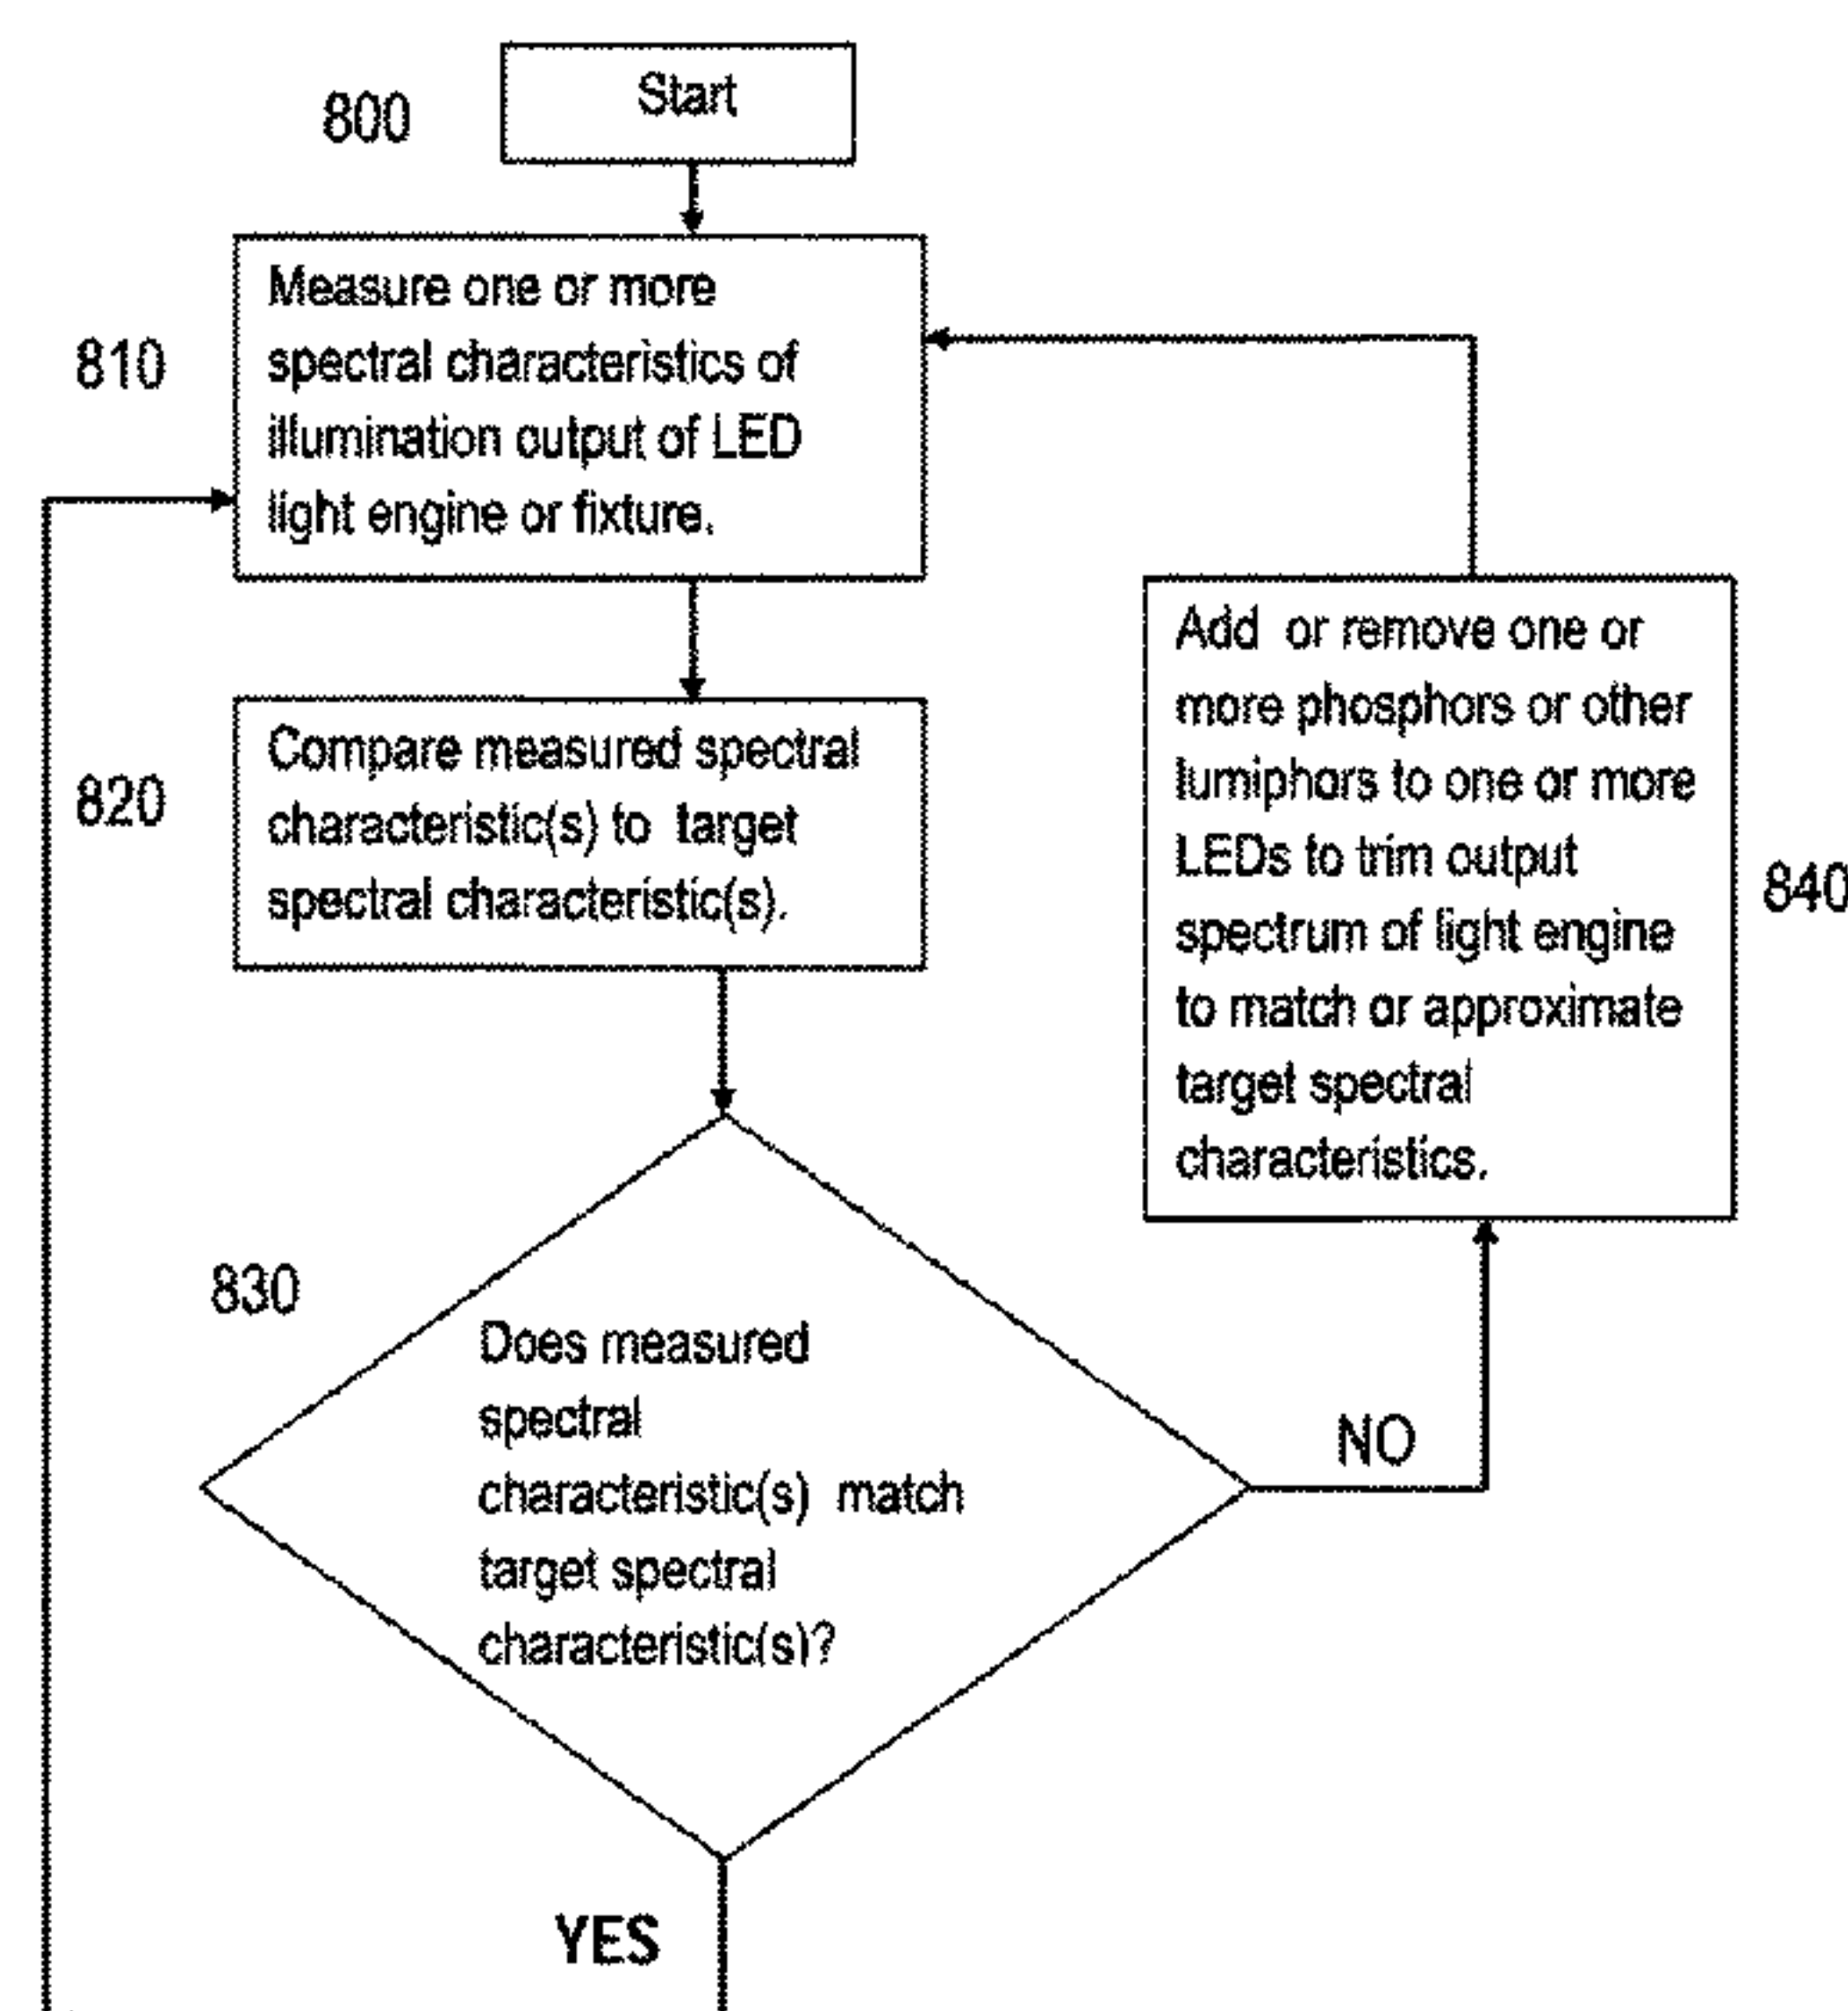 800
Start
810
Measure one or more
spectral characteristics of
illumination output of LED
light engine or fixture.
820
Compare measured spectral
characteristic(s) to target
spectral characteristic(s).
830
Does measured
spectral
characteristic(s) match
target spectral
characteristic(s)?
NO
YES
840
Add or remove one or
more phosphors or other
lumiphors to one or more
LEDs to trim output
spectrum of light engine
to match or approximate
target spectral
characteristics.